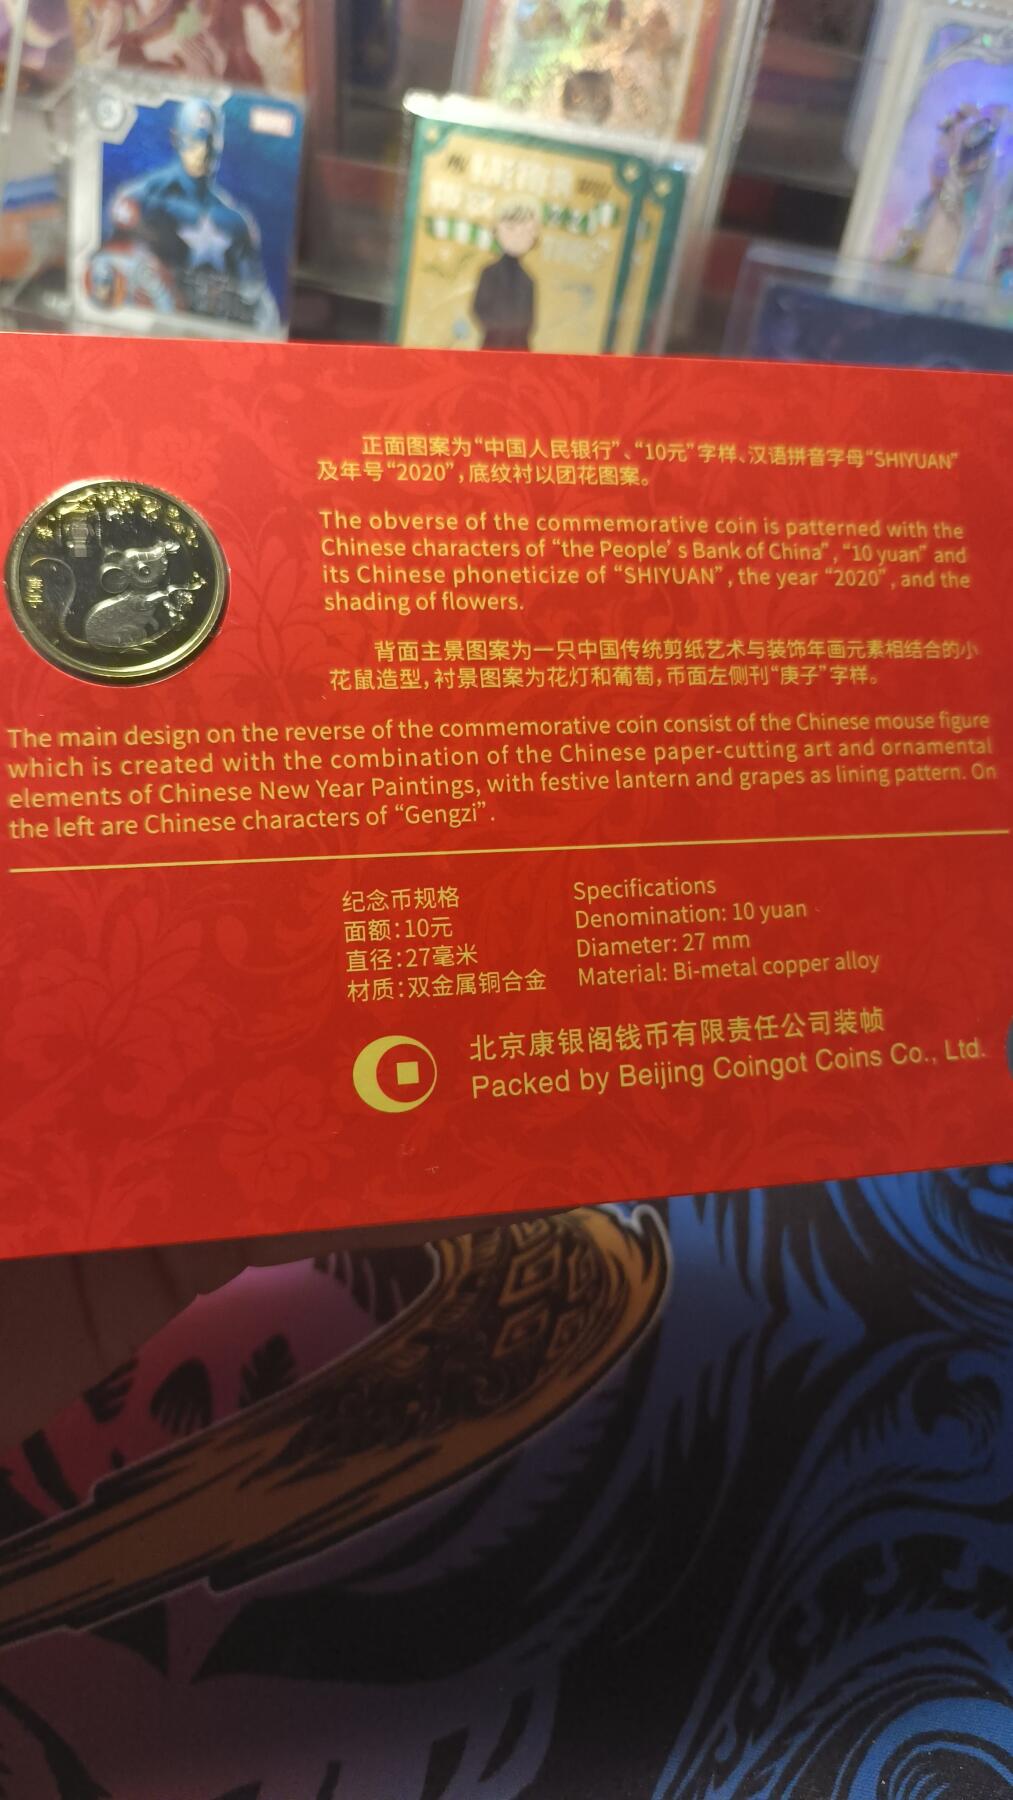 正面图案为“中国人民银行”、“10元”字样、汉语拼音字母“SHIYUAN”
及年号“2020”，底纹衬以团花图案。
The obverse of the commemorative coin is patterned with the
Chinese characters of “the People’ s Bank of China” , “10 yuan” and
its Chinese phoneticize of “SHIYUAN” , the year “2020” , and the
shading of flowers.
背面主景图案为一只中国传统剪纸艺术与装饰年画元素相结合的小
花鼠造型，衬景图案为花灯和葡萄，币面左侧刊“庚子”字样。
庚子
The main design on the reverse of the commemorative coin consist of the Chinese mouse figure
which is created with the combination of the Chinese paper-cutting art and ornamental
elements of Chinese New Year Paintings, with festive lantern and grapes as lining pattern. On
the left are Chinese characters of “Gengzi”.
纪念币规格
面额：10元
直径：27毫米
材质：双金属铜合金
Specifications
Denomination: 10 yuan
Diameter: 27 mm
Material: Bi-metal copper alloy
北京康银阁钱币有限责任公司装帧
Packed by Beijing Coingot Coins Co., Ltd.